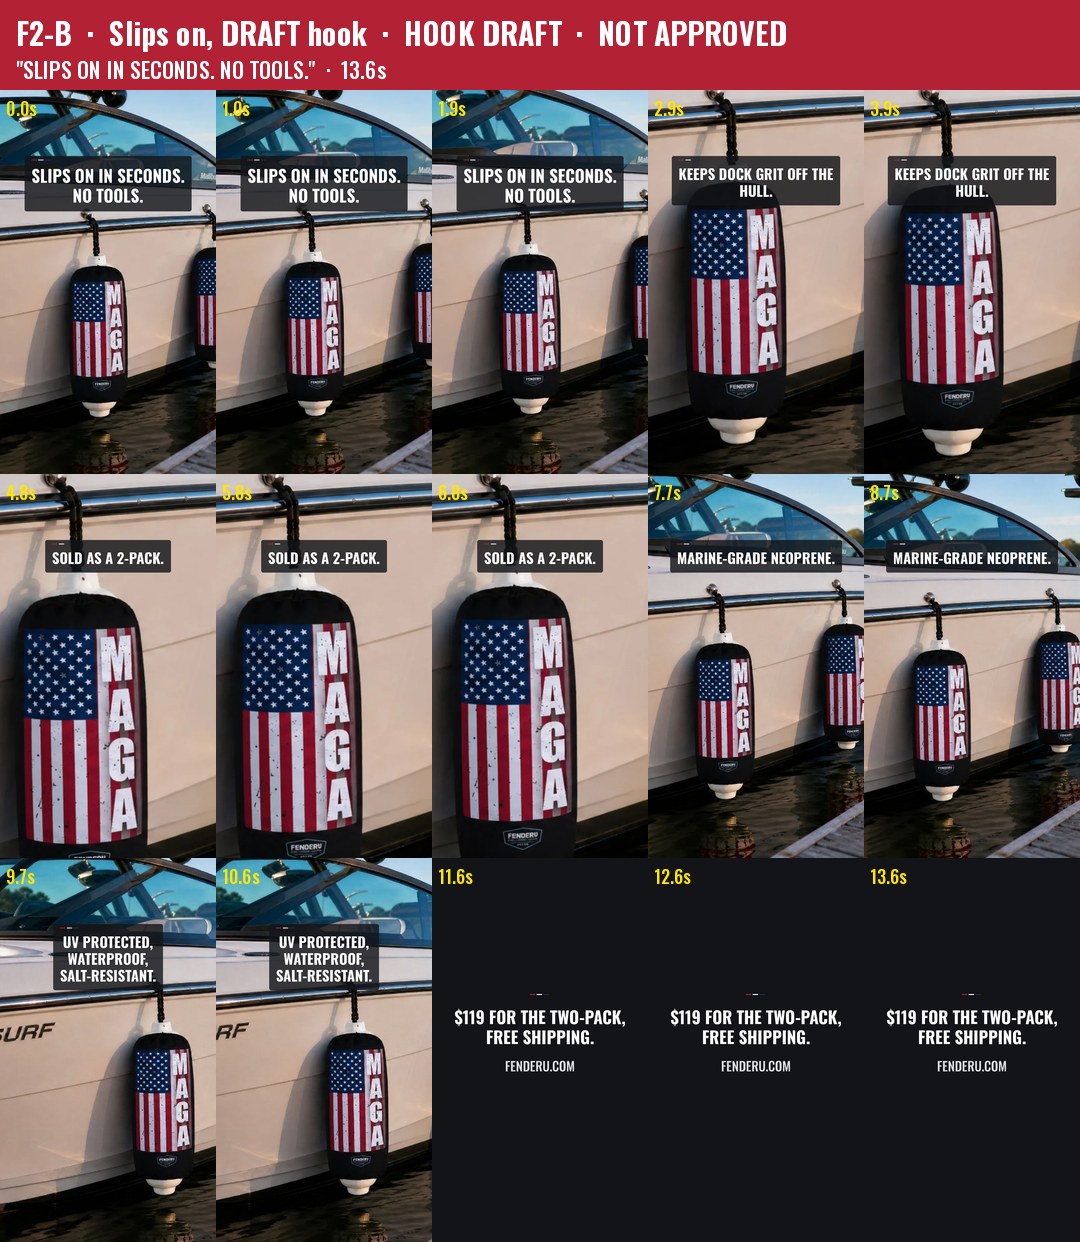 F2-B · Slips on, DRAFT hook · HOOK DRAFT · NOT APPROVED
"SLIPS ON IN SECONDS. NO TOOLS." · 13.6s
0.0s
SLIPS ON IN SECONDS.
NO TOOLS.
MAGA
FENDERU
1.0s
SLIPS ON IN SECONDS.
NO TOOLS.
MAGA
FENDERU
1.9s
SLIPS ON IN SECONDS.
NO TOOLS.
MAGA
FENDERU
2.9s
KEEPS DOCK GRIT OFF THE
HULL.
MAGA
FENDERU
3.9s
KEEPS DOCK GRIT OFF THE
HULL.
MAGA
FENDERU
4.8s
SOLD AS A 2-PACK.
MAGA
5.8s
SOLD AS A 2-PACK.
MAGA
FENDERU
6.8s
SOLD AS A 2-PACK.
MAGA
FENDERU
7.7s
MARINE-GRADE NEOPRENE.
MAGA
8.7s
MARINE-GRADE NEOPRENE.
MAGA
9.7s
UV PROTECTED,
WATERPROOF,
SALT-RESISTANT.
SURF
MAGA
10.6s
UV PROTECTED,
WATERPROOF,
SALT-RESISTANT.
RF
MAGA
11.6s
$119 FOR THE TWO-PACK,
FREE SHIPPING.
FENDERU.COM
12.6s
$119 FOR THE TWO-PACK,
FREE SHIPPING.
FENDERU.COM
13.6s
$119 FOR THE TWO-PACK,
FREE SHIPPING.
FENDERU.COM